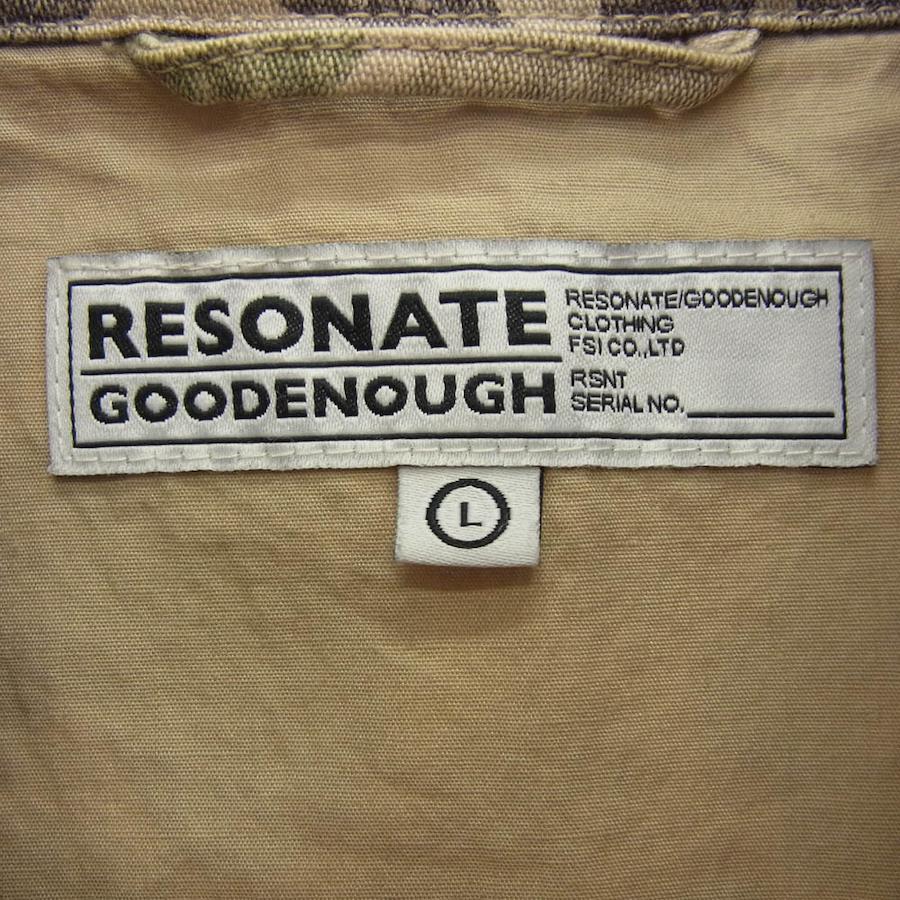 RESONATE
GOODENOUGH
RESONATE/GOODENOUGH
CLOTHING
FSI CO.,LTD
RSNT
SERIAL NO.
L